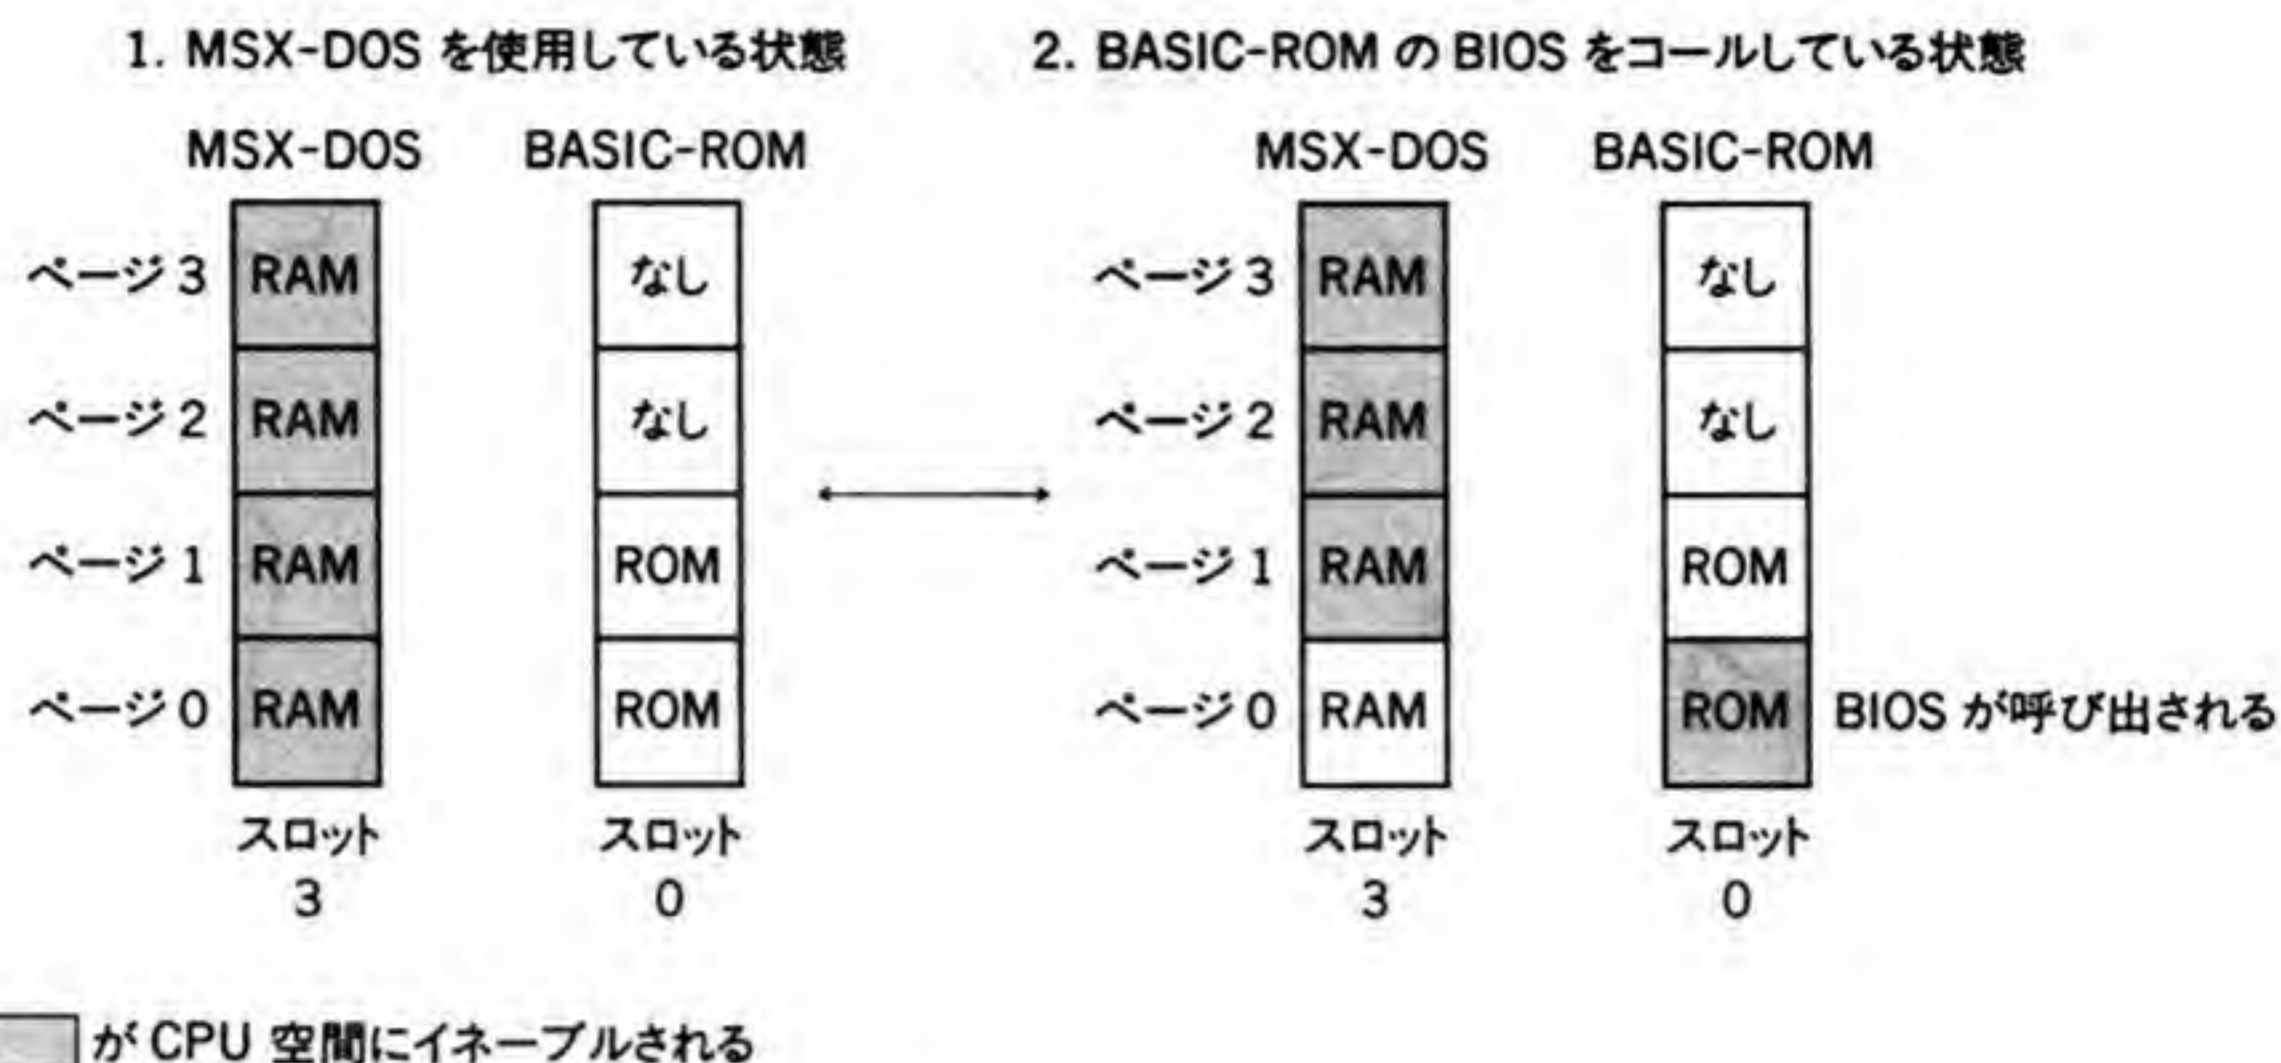 1. MSX-DOS を使用している状態
2. BASIC-ROM の BIOS をコールしている状態
MSX-DOS BASIC-ROM
MSX-DOS BASIC-ROM
ページ 3 RAM なし
ページ 2 RAM なし
ページ 1 RAM ROM
ページ 0 RAM ROM
スロット スロット
3 0
ページ 3 RAM なし
ページ 2 RAM なし
ページ 1 RAM ROM
ページ 0 RAM ROM BIOS が呼び出される
スロット スロット
3 0
が CPU 空間にイネーブルされる